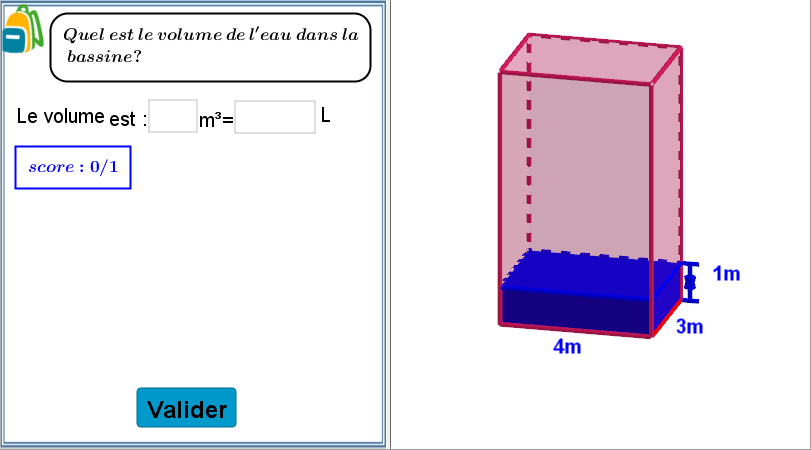 Quel est le volume de l'eau dans la
bassine?
Le volume est : m³= L
score : 0/1
Valider
1m
3m
4m